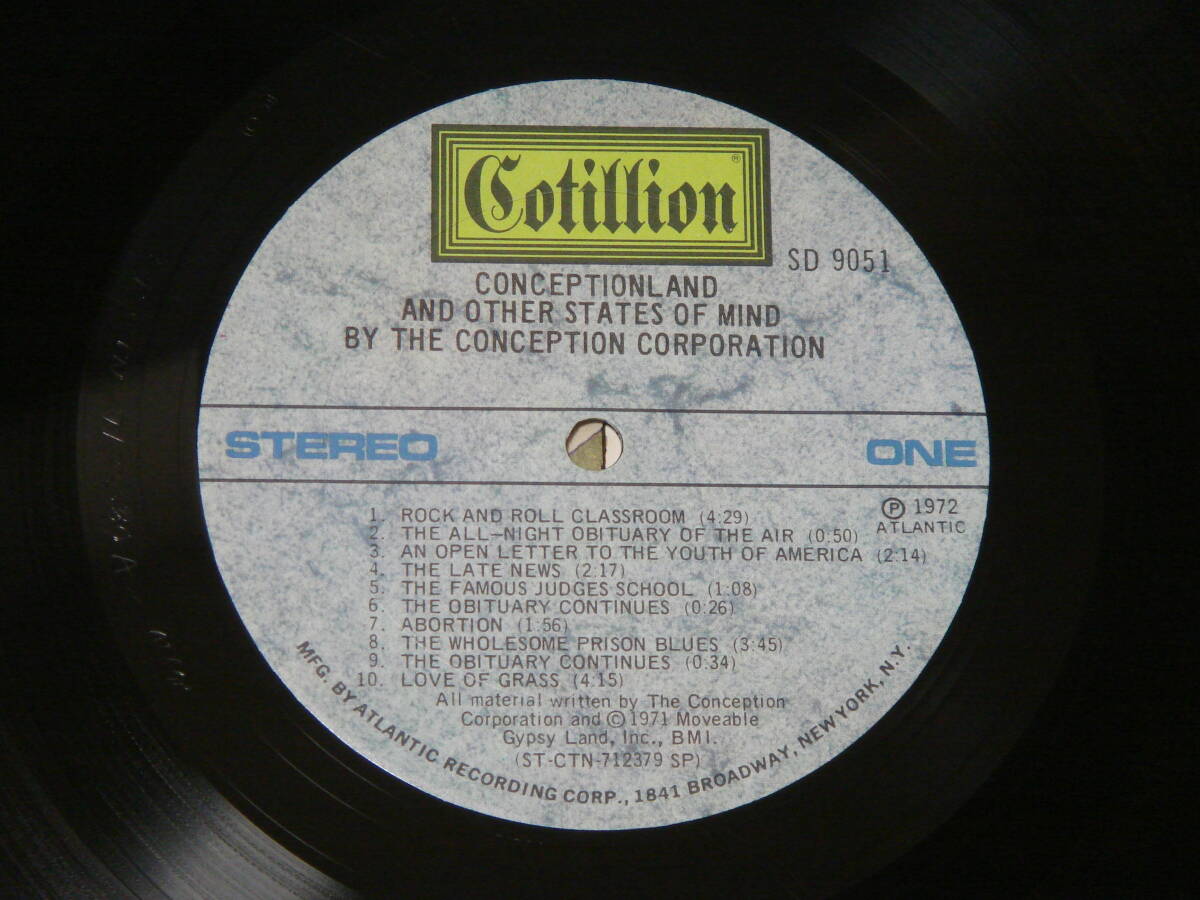 Cotillion®
SD 9051
CONCEPTIONLAND
AND OTHER STATES OF MIND
BY THE CONCEPTION CORPORATION
STEREO
ONE
℗ 1972
ATLANTIC
1. ROCK AND ROLL CLASSROOM (4:29)
2. THE ALL-NIGHT OBITUARY OF THE AIR (0:50)
3. AN OPEN LETTER TO THE YOUTH OF AMERICA (2:14)
4. THE LATE NEWS (2:17)
5. THE FAMOUS JUDGES SCHOOL (1:08)
6. THE OBITUARY CONTINUES (0:26)
7. ABORTION (1:56)
8. THE WHOLESOME PRISON BLUES (3:45)
9. THE OBITUARY CONTINUES (0:34)
10. LOVE OF GRASS (4:15)
All material written by The Conception
Corporation and © 1971 Moveable
Gypsy Land, Inc., BMI.
(ST-CTN-712379 SP)
MFG. BY ATLANTIC RECORDING CORP., 1841 BROADWAY, NEW YORK, N.Y.